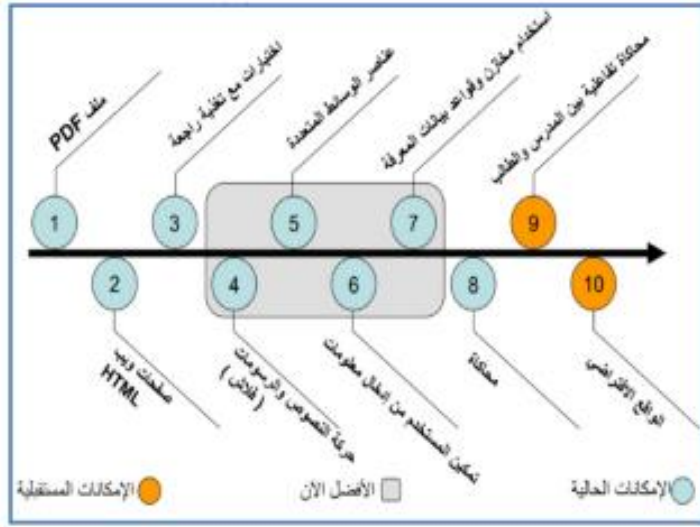 1
ملف PDF
2
صفحات ويب
HTML
3
اختبارات مع تغذية راجعة
4
حركة النصوص والرسومات
( فلاش )
5
عناصر الوسائط المتعددة
6
تمكين المستخدم من إدخال معلومات
7
استخدام مخازن وقواعد بيانات المعرفة
8
محاكاة
9
محاكاة تفاعلية بين المدرس والطالب
10
الواقع الافتراضي
الإمكانات الحالية
الأفضل الآن
الإمكانات المستقبلية